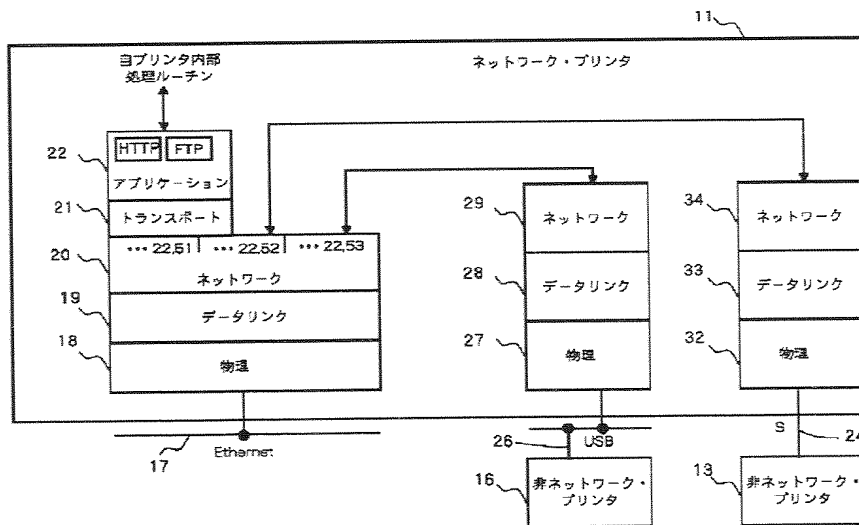 11
自プリンタ内部
処理ルーチン
ネットワーク・プリンタ
22
HTTP FTP
アプリケーション
21
トランスポート
20
… 22,51 … 22,52 … 22,53
ネットワーク
19
データリンク
18
物理
29
ネットワーク
28
データリンク
27
物理
34
ネットワーク
33
データリンク
32
物理
17
Ethernet
26
USB
S
24
16
非ネットワーク・
プリンタ
13
非ネットワーク・
プリンタ